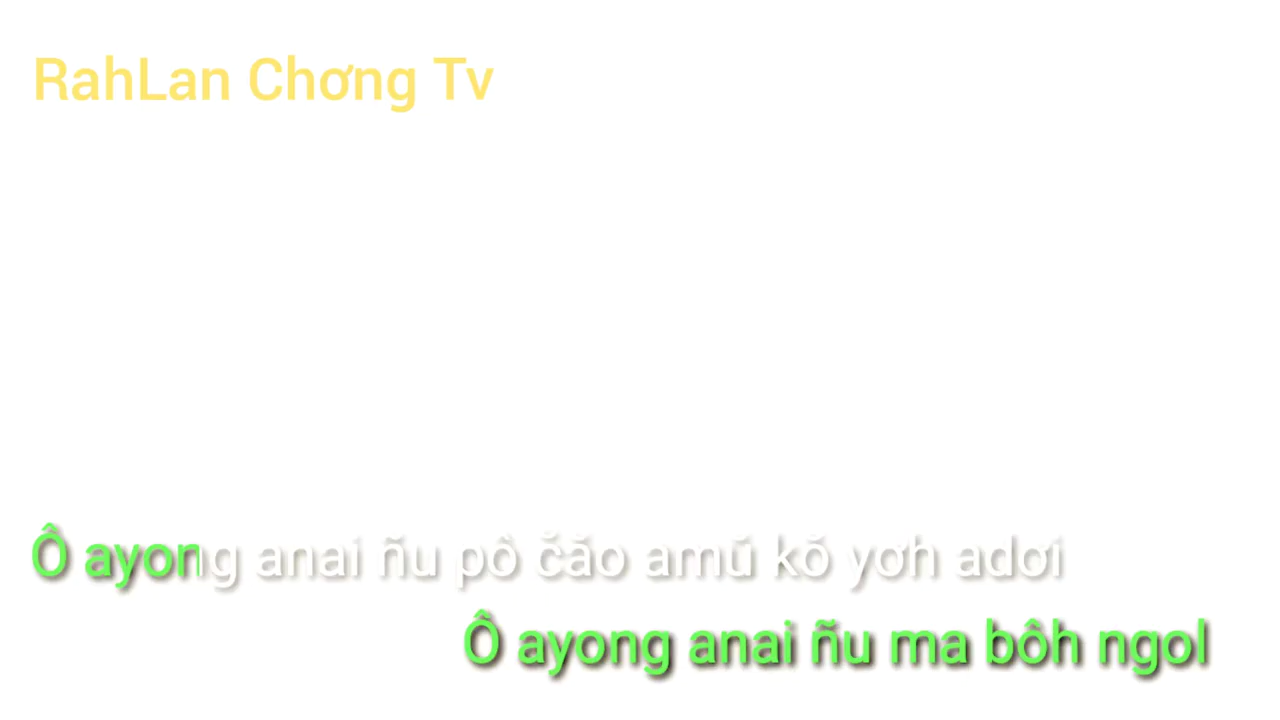 RahLan Chơng Tv
Ô ayong anai ñu pô čăo amŭ kŏ yơh adơi
Ô ayong anai ñu ma bôh ngol